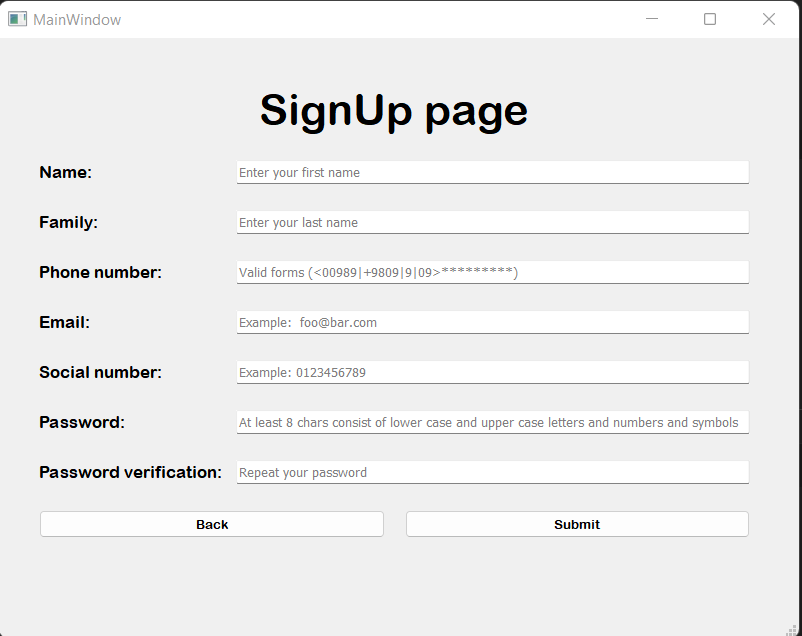 MainWindow
SignUp page
Name: Enter your first name
Family: Enter your last name
Phone number: Valid forms (<00989|+9809|9|09>*********)
Email: Example:  foo@bar.com
Social number: Example: 0123456789
Password: At least 8 chars consist of lower case and upper case letters and numbers and symbols
Password verification: Repeat your password
Back Submit